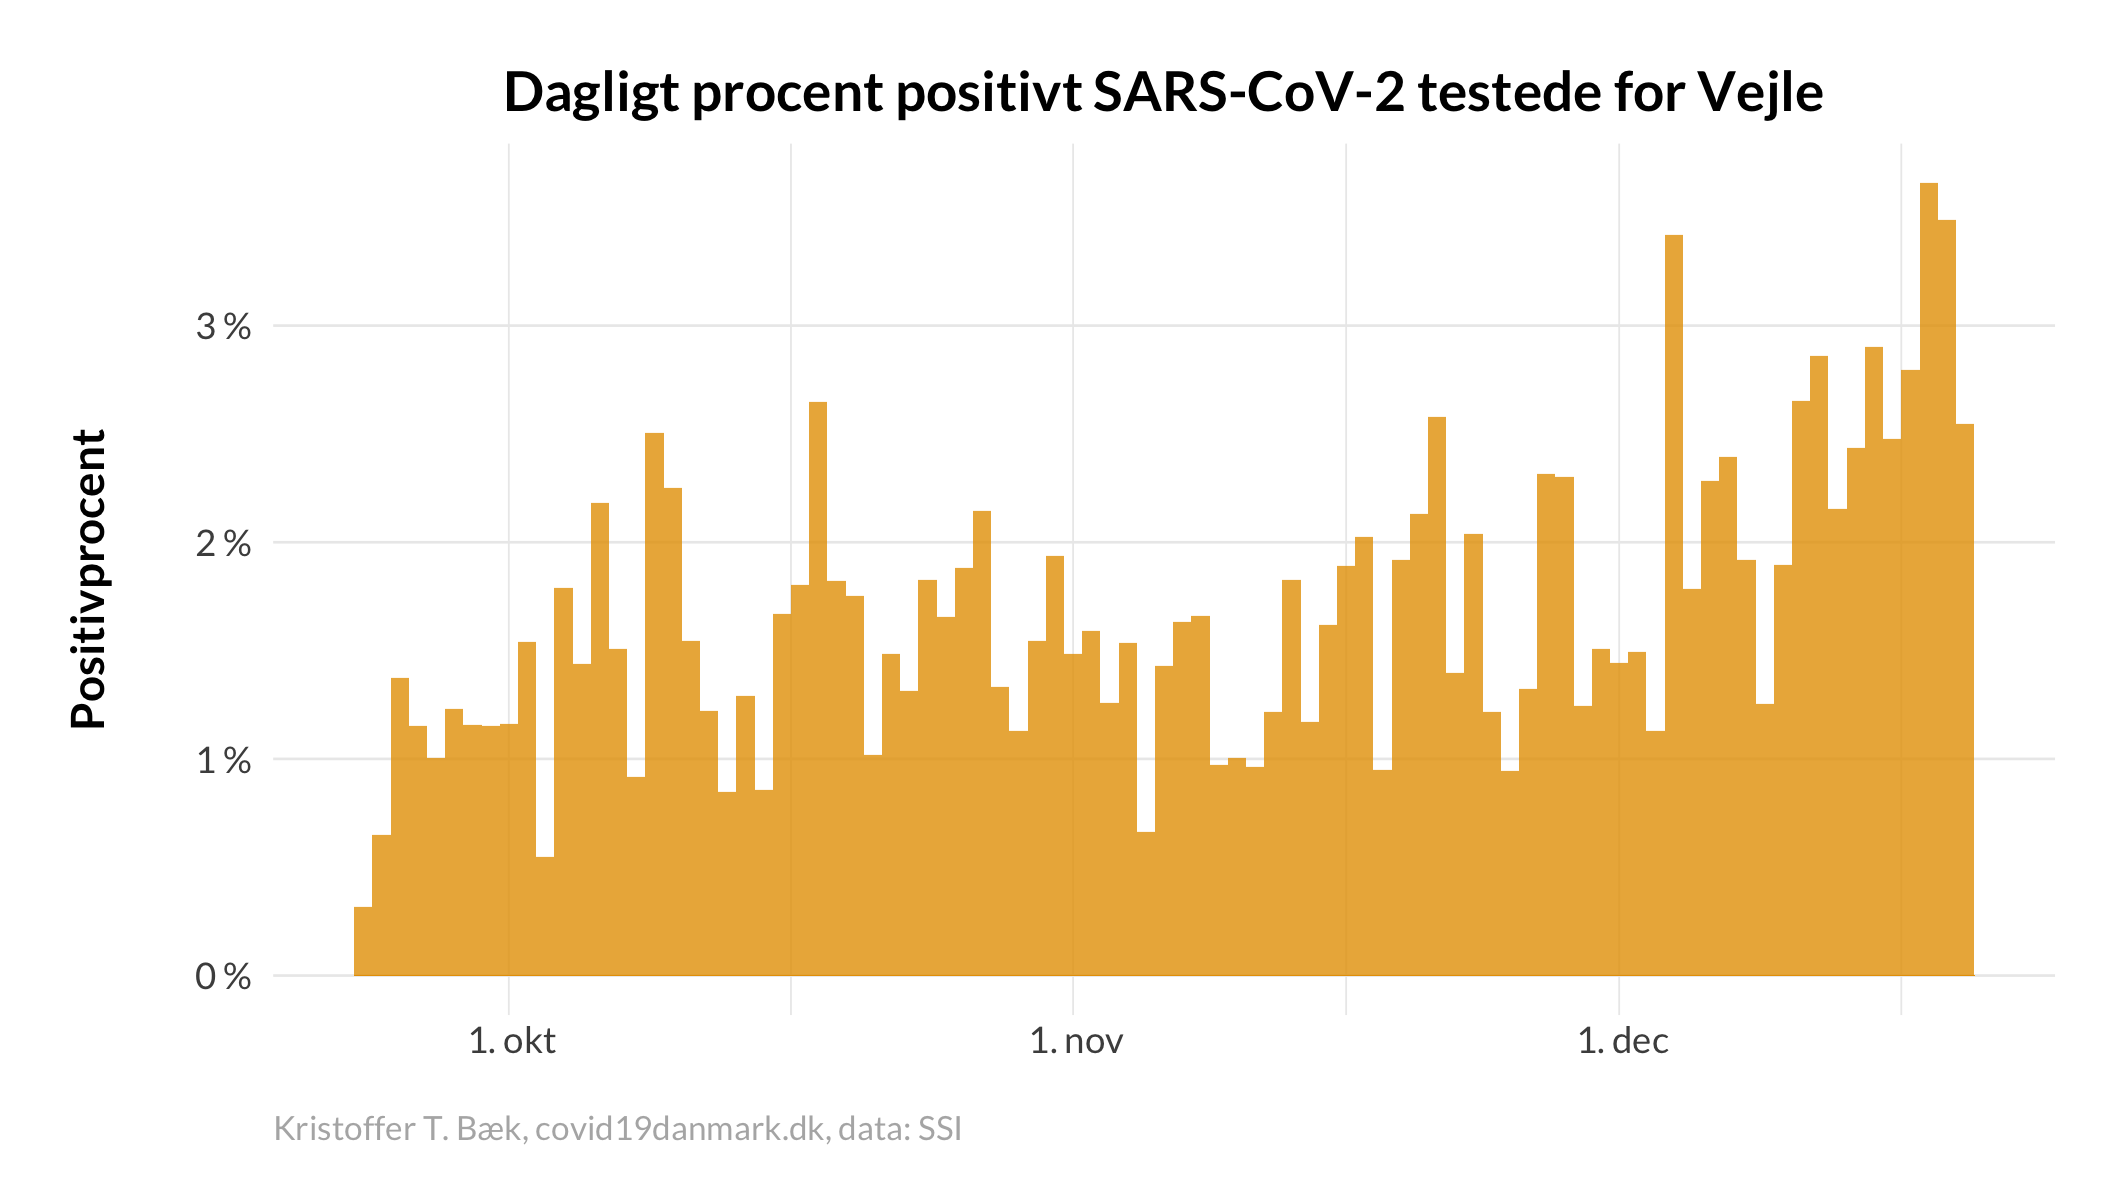 Dagligt procent positivt SARS-CoV-2 testede for Vejle
Positivprocent
3 %
2 %
1 %
0 %
1. okt
1. nov
1. dec
Kristoffer T. Bæk, covid19danmark.dk, data: SSI